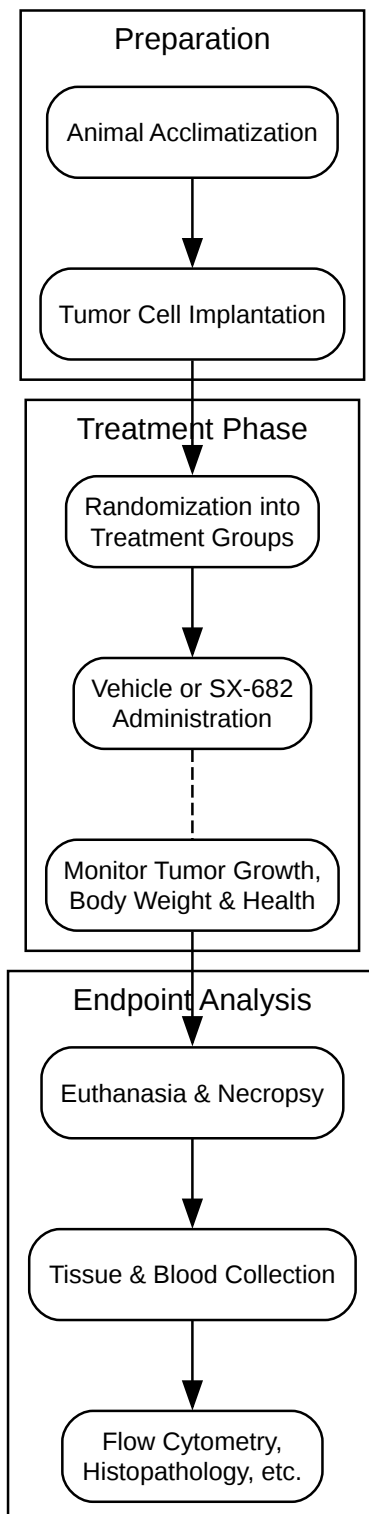 Preparation
Animal Acclimatization
Tumor Cell Implantation
Treatment Phase
Randomization into
Treatment Groups
Vehicle or SX-682
Administration
Monitor Tumor Growth,
Body Weight & Health
Endpoint Analysis
Euthanasia & Necropsy
Tissue & Blood Collection
Flow Cytometry,
Histopathology, etc.